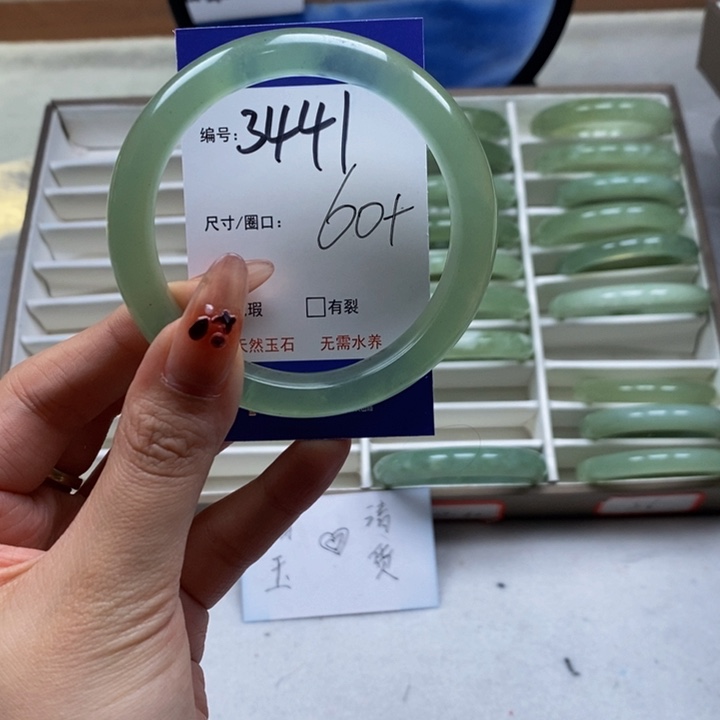 编号: 3441
尺寸/圈口: 60+
瑕 □有裂
天然玉石 无需水养
玉 ♡ 清货